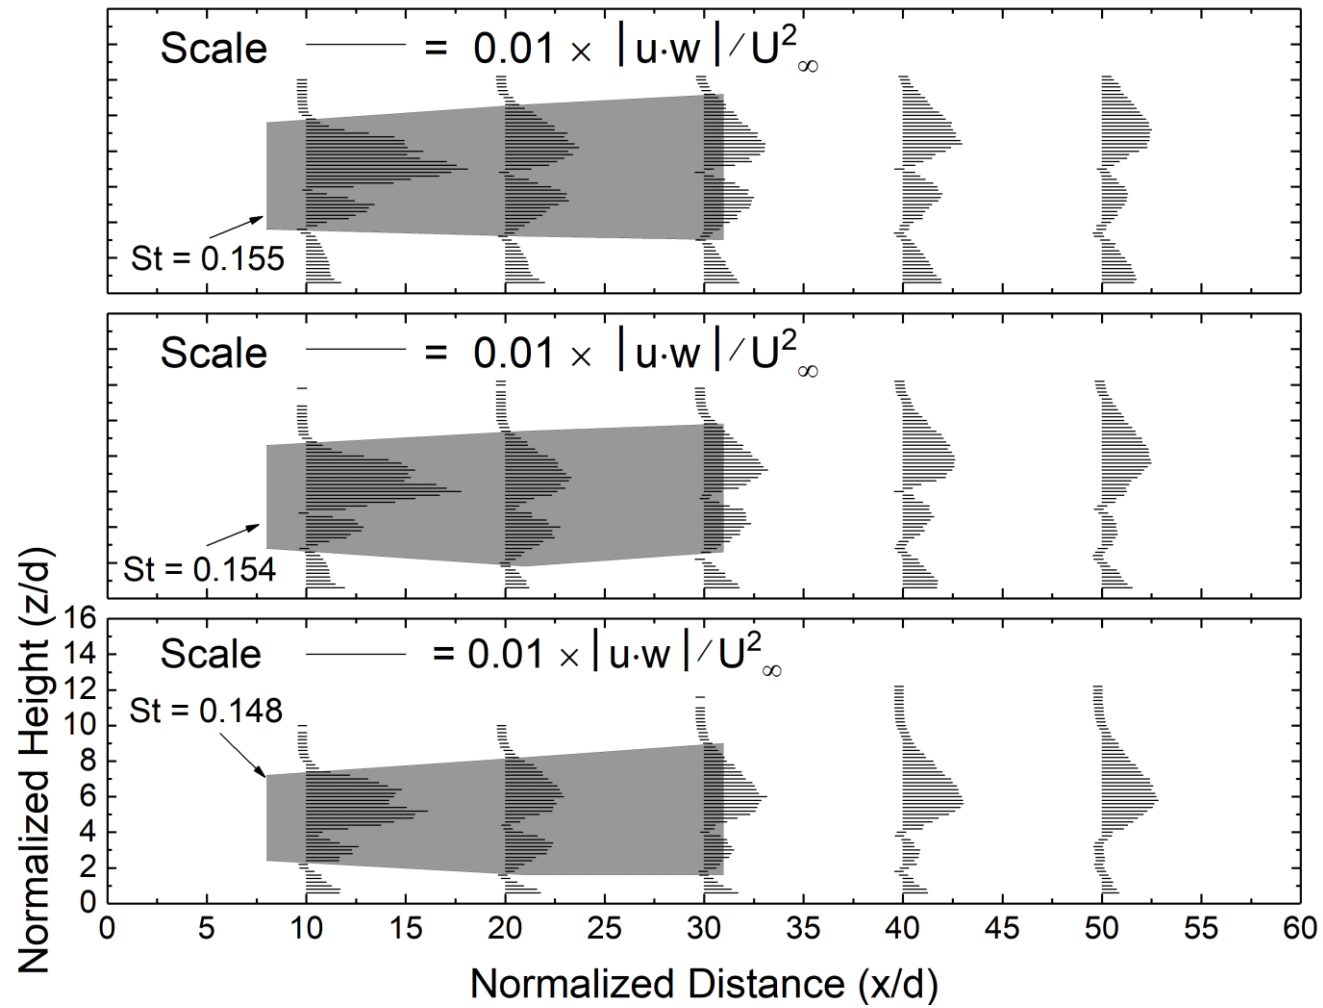 Scale = 0.01 × |u·w|/U²∞
St = 0.155
Scale = 0.01 × |u·w|/U²∞
St = 0.154
Scale = 0.01 × |u·w|/U²∞
St = 0.148
16
14
12
10
8
6
4
2
0
0 5 10 15 20 25 30 35 40 45 50 55 60
Normalized Height (z/d)
Normalized Distance (x/d)